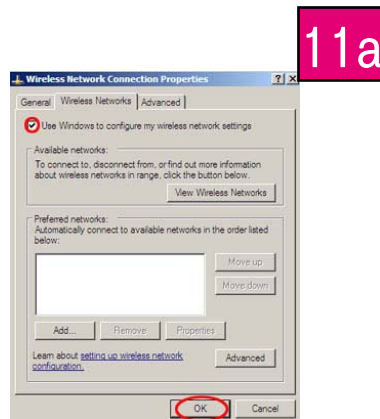 11a
Wireless Network Connection Properties
General Wireless Networks Advanced
Use Windows to configure my wireless network settings
Available networks:
To connect to, disconnect from, or find out more information
about wireless networks in range, click the button below.
View Wireless Networks
Preferred networks:
Automatically connect to available networks in the order listed
below:
Move up
Move down
Add... Remove Properties
Learn about setting up wireless network
configuration.
Advanced
OK Cancel